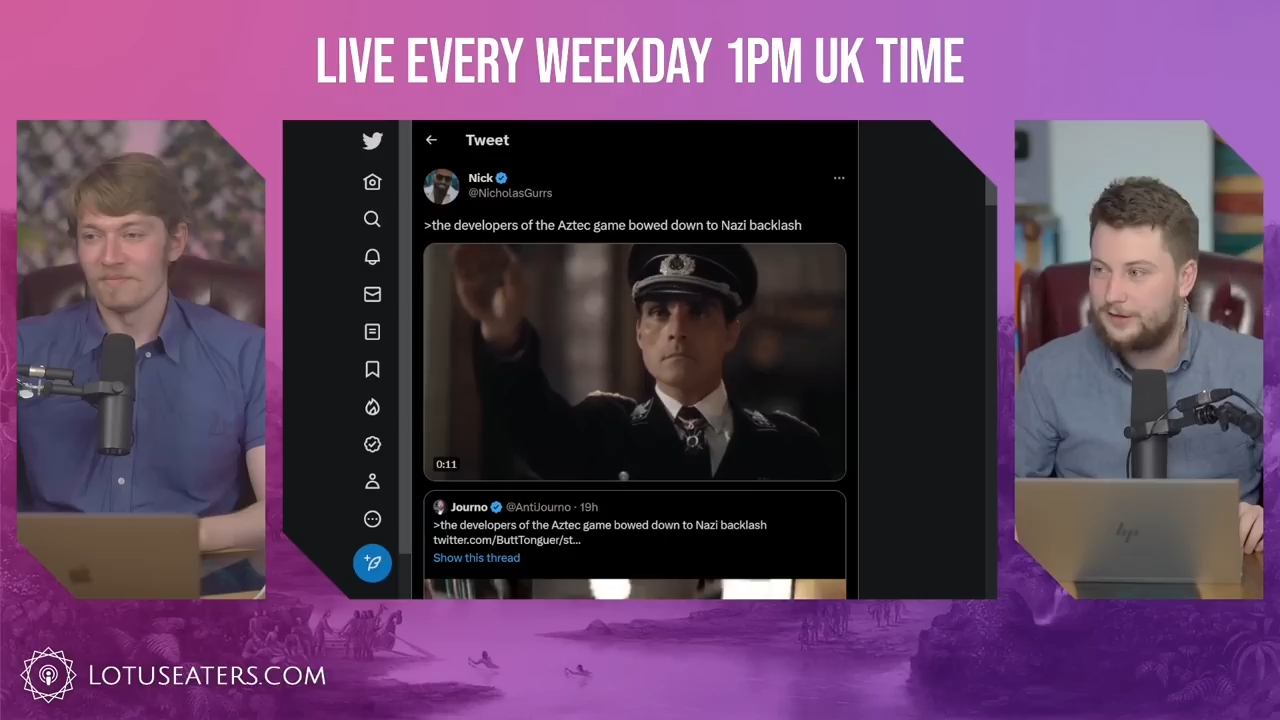 LIVE EVERY WEEKDAY 1PM UK TIME
Tweet
Nick
@NicholasGurrs
>the developers of the Aztec game bowed down to Nazi backlash
0:11
Journo @AntiJourno · 19h
>the developers of the Aztec game bowed down to Nazi backlash
twitter.com/ButtTonguer/st...
Show this thread
hp
LOTUSEATERS.COM